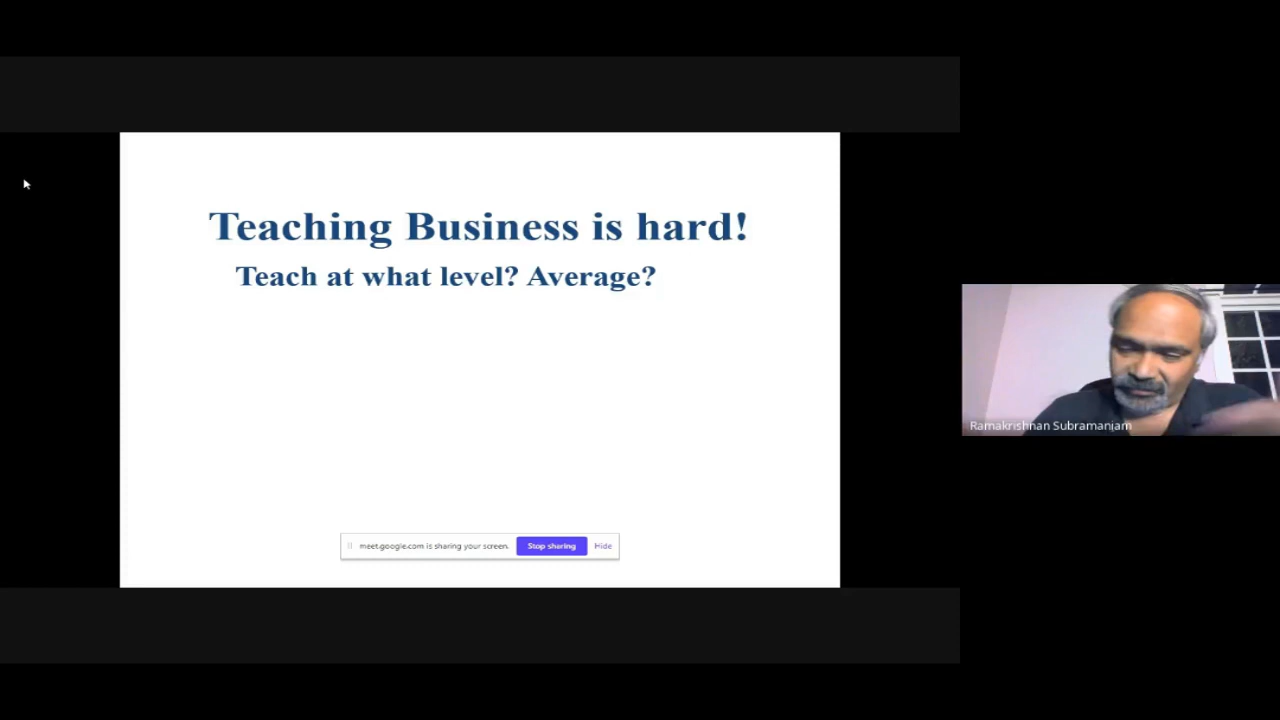 Teaching Business is hard!
Teach at what level? Average?
meet.google.com is sharing your screen.
Stop sharing
Hide
Ramakrishnan Subramaniam